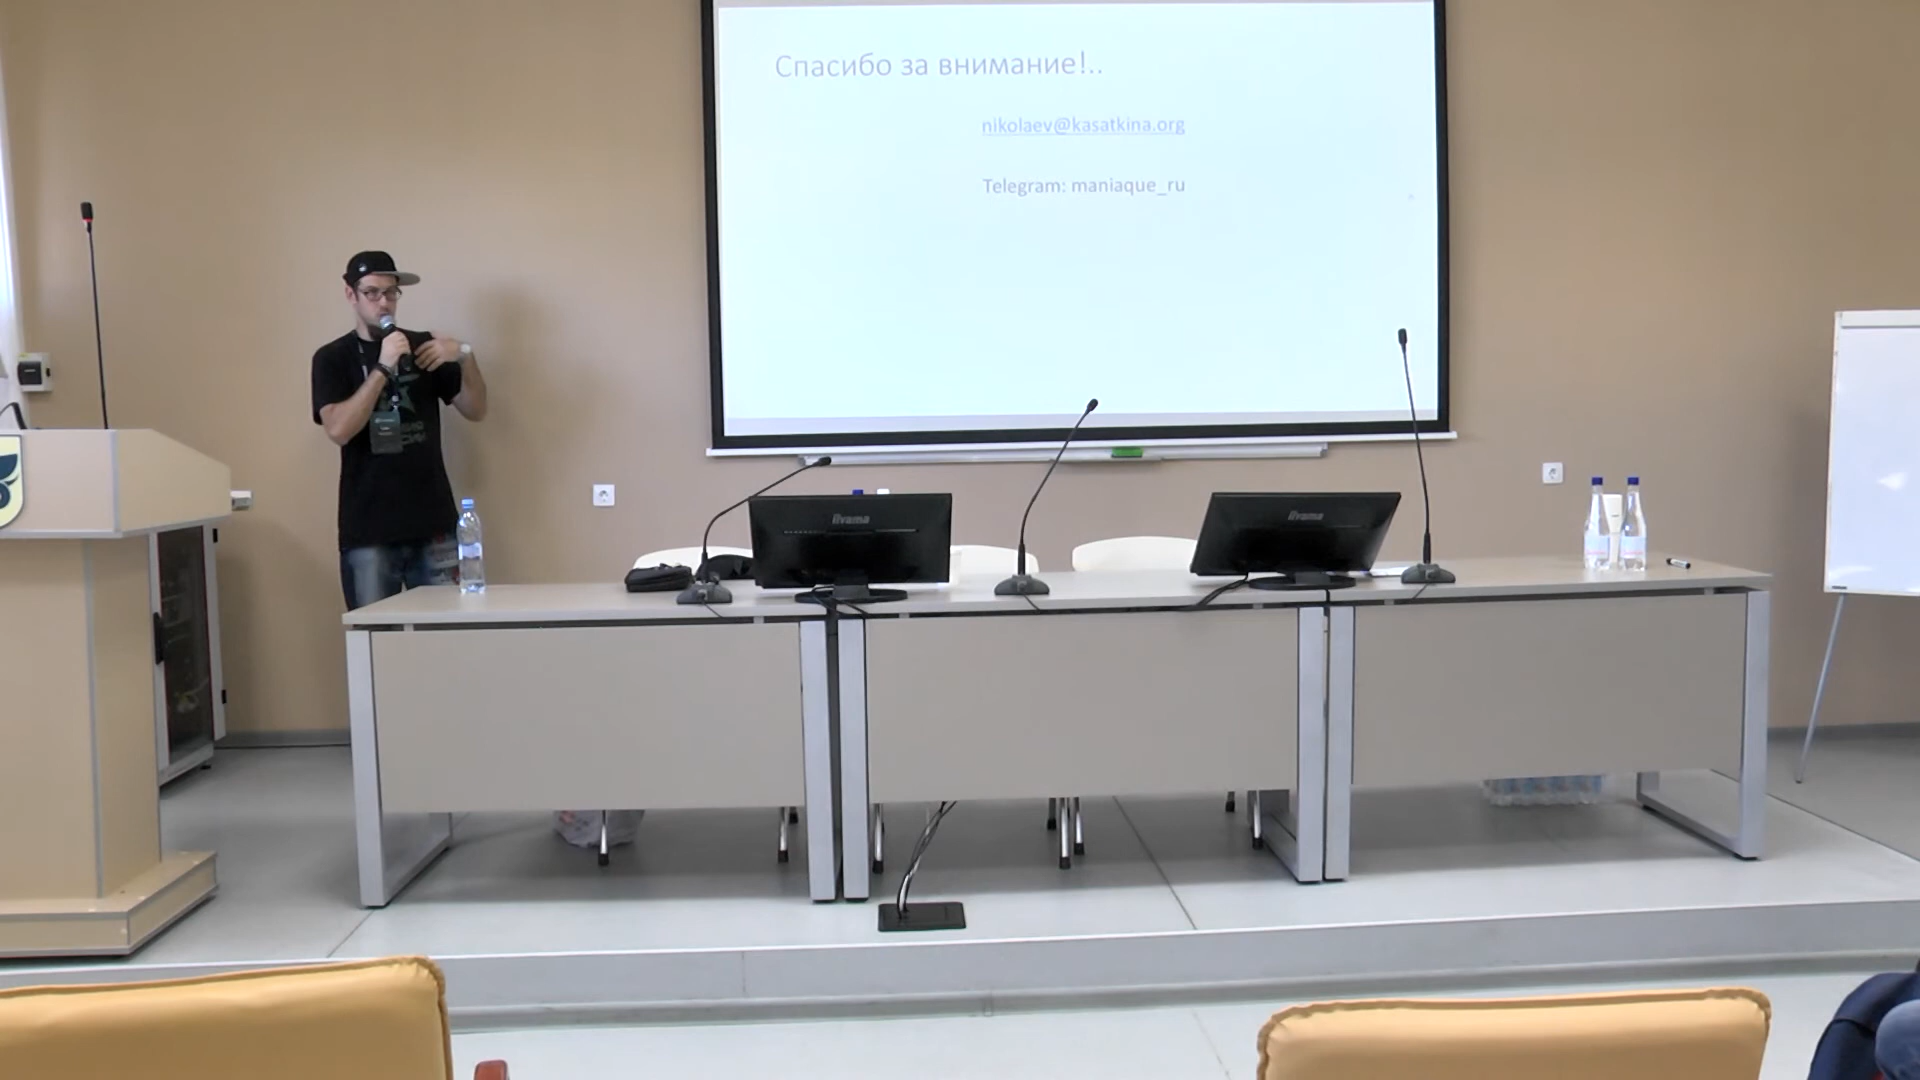 Спасибо за внимание!..
nikolaev@kasatkina.org
Telegram: maniaque_ru
iiyama
iiyama